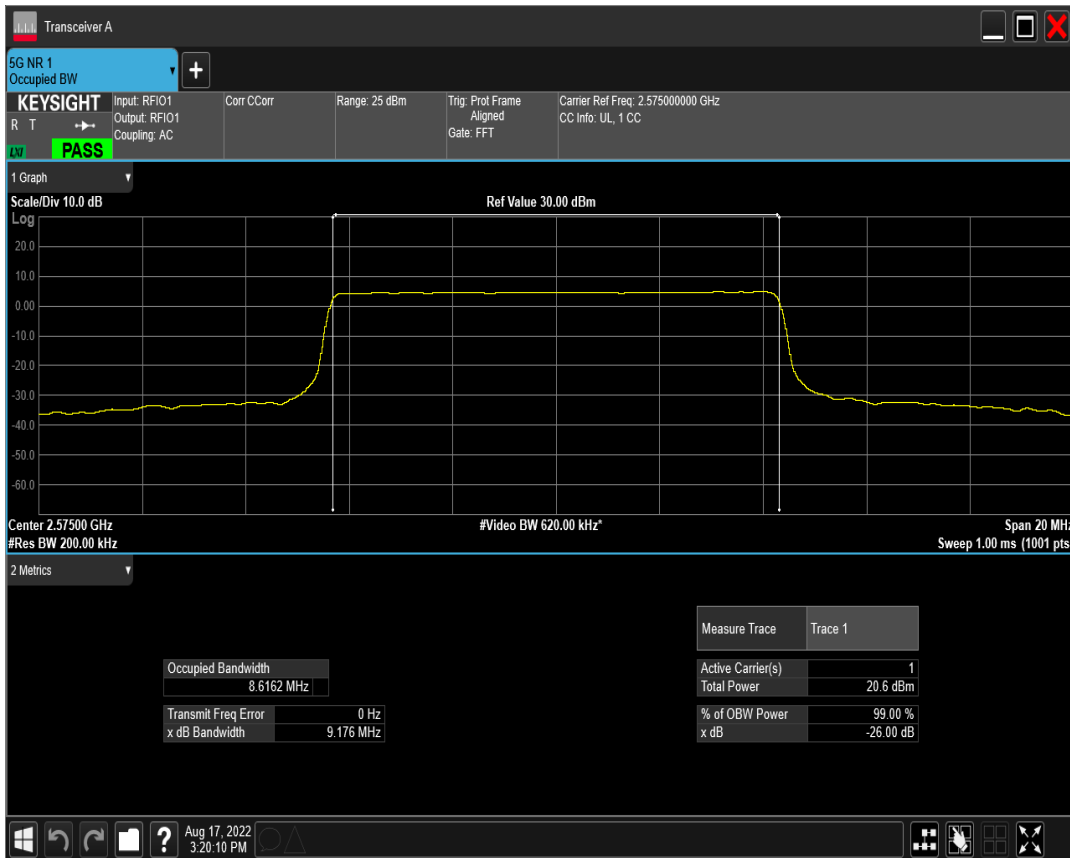 Transceiver A
5G NR 1
Occupied BW
KEYSIGHT
R T
LXI
PASS
Input: RFIO1
Output: RFIO1
Coupling: AC
Corr CCorr
Range: 25 dBm
Trig: Prot Frame
Aligned
Gate: FFT
Carrier Ref Freq: 2.575000000 GHz
CC Info: UL, 1 CC
1 Graph
Scale/Div 10.0 dB
Ref Value 30.00 dBm
Log
20.0
10.0
0.00
-10.0
-20.0
-30.0
-40.0
-50.0
-60.0
Center 2.57500 GHz
#Video BW 620.00 kHz*
Span 20 MHz
#Res BW 200.00 kHz
Sweep 1.00 ms (1001 pts
2 Metrics
Measure Trace Trace 1
Occupied Bandwidth
8.6162 MHz
Active Carrier(s) 1
Total Power 20.6 dBm
Transmit Freq Error 0 Hz
x dB Bandwidth 9.176 MHz
% of OBW Power 99.00 %
x dB -26.00 dB
?
Aug 17, 2022
3:20:10 PM